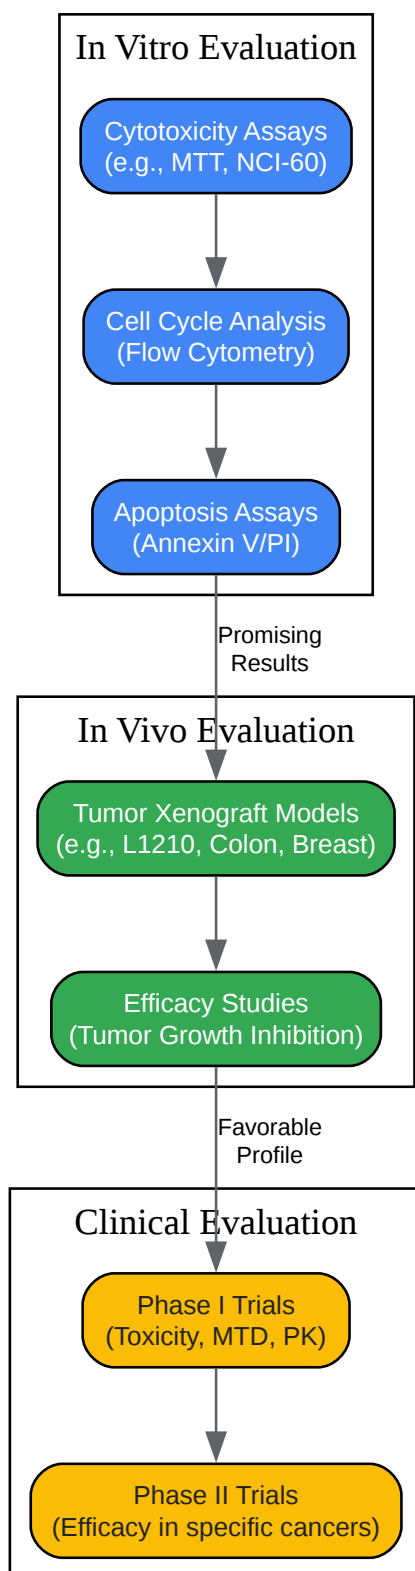 In Vitro Evaluation
Cytotoxicity Assays
(e.g., MTT, NCI-60)
Cell Cycle Analysis
(Flow Cytometry)
Apoptosis Assays
(Annexin V/PI)
Promising
Results
In Vivo Evaluation
Tumor Xenograft Models
(e.g., L1210, Colon, Breast)
Efficacy Studies
(Tumor Growth Inhibition)
Favorable
Profile
Clinical Evaluation
Phase I Trials
(Toxicity, MTD, PK)
Phase II Trials
(Efficacy in specific cancers)